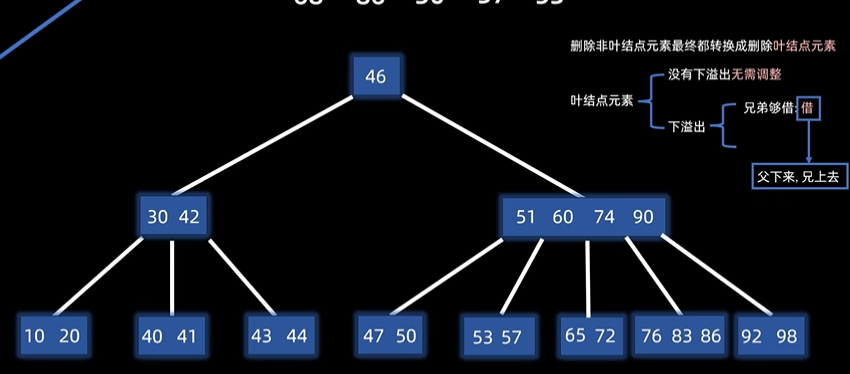 删除非叶结点元素最终都转换成删除叶结点元素
没有下溢出无需调整
叶结点元素
兄弟够借:借
下溢出
父下来, 兄上去
46
30 42
51 60 74 90
10 20
40 41
43 44
47 50
53 57
65 72
76 83 86
92 98